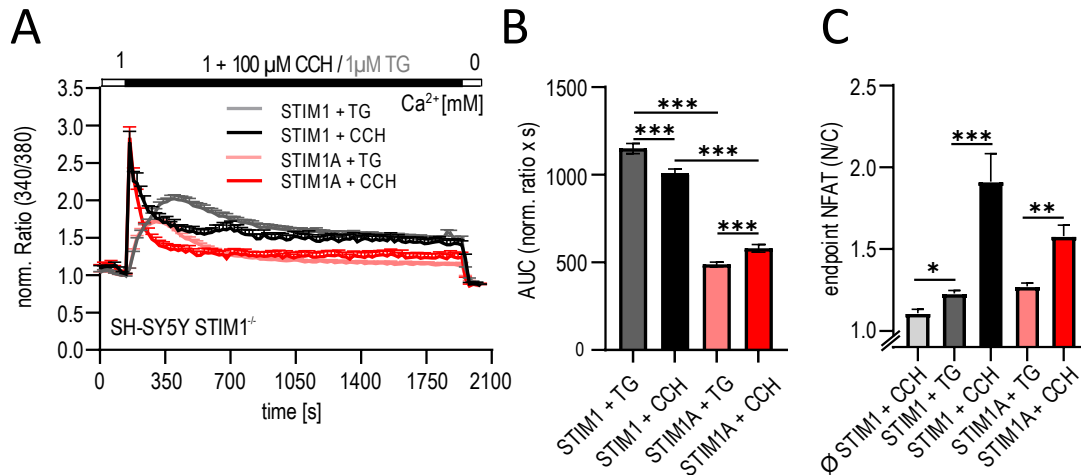 A
1
1 + 100 µM CCH / 1µM TG
0
Ca²⁺ [mM]
3.5
3.0
2.5
2.0
1.5
1.0
0.5
0.0
norm. Ratio (340/380)
STIM1 + TG
STIM1 + CCH
STIM1A + TG
STIM1A + CCH
SH-SY5Y STIM1-/-
0 350 700 1050 1400 1750 2100
time [s]
B
1500
1000
500
0
AUC (norm. ratio x s)
***
***
***
***
STIM1 + TG
STIM1 + CCH
STIM1A + TG
STIM1A + CCH
C
2.5
2.0
1.5
1.0
endpoint NFAT (N/C)
***
**
*
Φ STIM1 + CCH
STIM1 + TG
STIM1 + CCH
STIM1A + TG
STIM1A + CCH